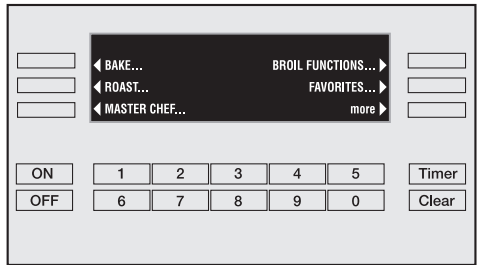 ◀ BAKE... BROIL FUNCTIONS... ▶
◀ ROAST... FAVORITES... ▶
◀ MASTER CHEF... more ▶
ON 1 2 3 4 5 Timer
OFF 6 7 8 9 0 Clear